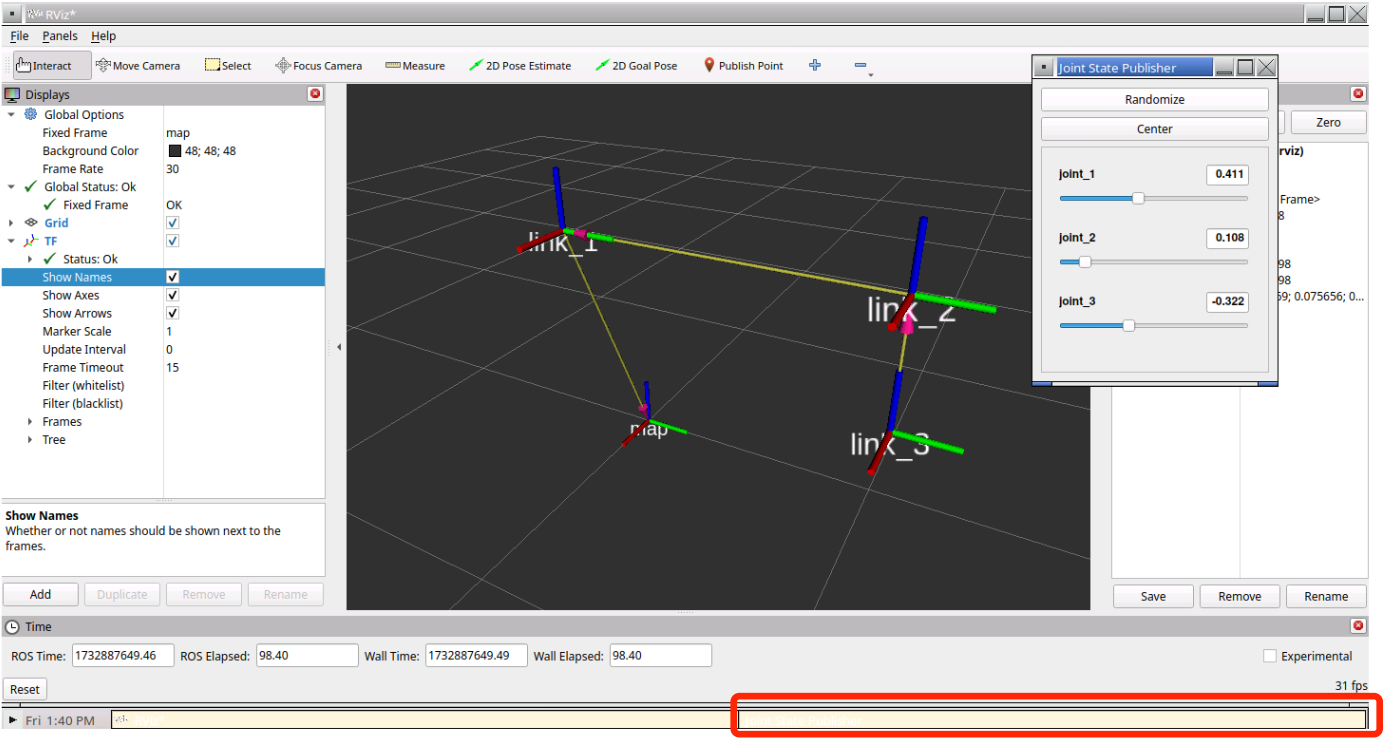 RViz*
File Panels Help
Interact Move Camera Select Focus Camera Measure 2D Pose Estimate 2D Goal Pose Publish Point
Displays
Global Options
Fixed Frame map
Background Color 48; 48; 48
Frame Rate 30
Global Status: Ok
Fixed Frame OK
Grid
TF
Status: Ok
Show Names
Show Axes
Show Arrows
Marker Scale 1
Update Interval 0
Frame Timeout 15
Filter (whitelist)
Filter (blacklist)
Frames
Tree
Show Names
Whether or not names should be shown next to the
frames.
Add Duplicate Remove Rename
link_1
link_2
map
link_3
Joint State Publisher
Randomize
Center
joint_1 0.411
joint_2 0.108
joint_3 -0.322
Zero
rviz)
Frame>
8
98
98
59; 0.075656; 0...
Save Remove Rename
Time
ROS Time: 1732887649.46 ROS Elapsed: 98.40 Wall Time: 1732887649.49 Wall Elapsed: 98.40 Experimental
Reset 31 fps
Fri 1:40 PM RViz* Joint State Publisher